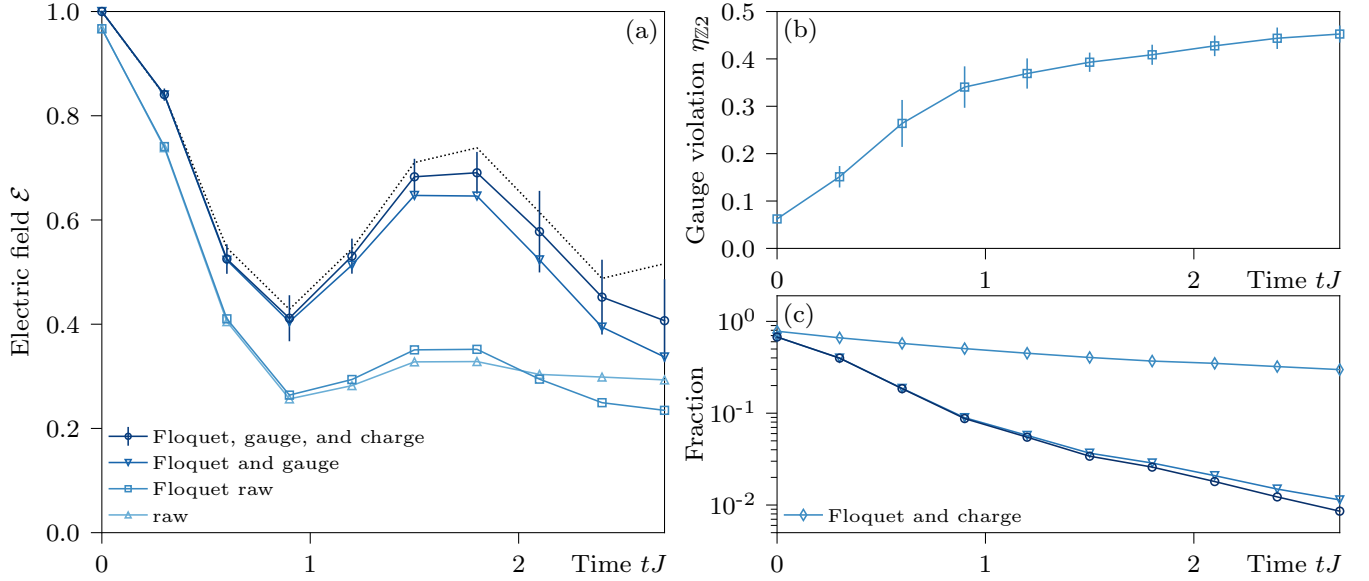 (a)
Electric field ℰ
1.0
0.8
0.6
0.4
0.2
0.0
Floquet, gauge, and charge
Floquet and gauge
Floquet raw
raw
0
1
2
Time tJ
(b)
Gauge violation η_ℤ2
0.5
0.4
0.3
0.2
0.1
0.0
0
1
2
Time tJ
(c)
Fraction
10^0
10^−1
10^−2
Floquet and charge
0
1
2
Time tJ